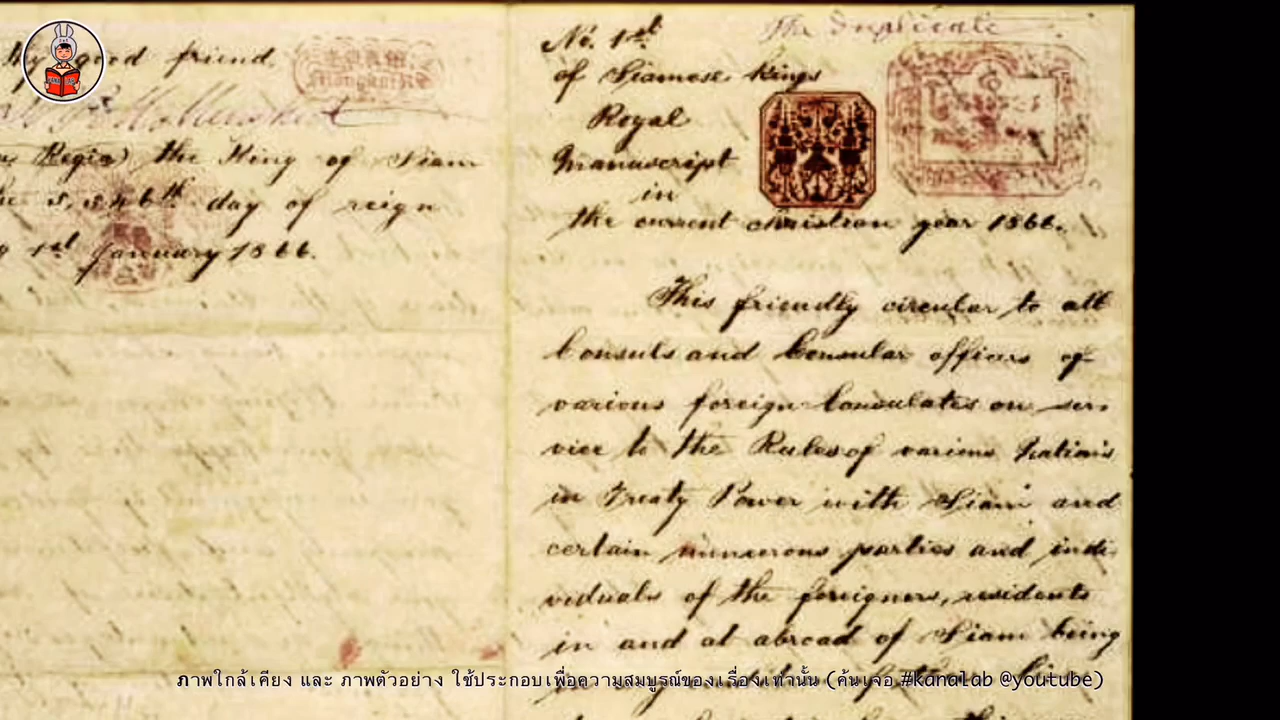 My good friend
Regia) the King of Siam
day of reign
1st January 1866.
The Duplicate
No. 1st
of Siamese Kings
Royal
Manuscript
in
the current christian year 1866.
This friendly circular to all
Consuls and Consular officers of
various foreign Consulates on ser
vice to the Rules of various Nations
in Treaty Power with Siam and
certain numerous parties and indi
viduals of the foreigners, residents
in and at abroad of Siam being
ภาพใกล้เคียง และ ภาพตัวอย่าง ใช้ประกอบเพื่อความสมบูรณ์ของเรื่องเท่านั้น (ค้นเจอ #kanalab @youtube)